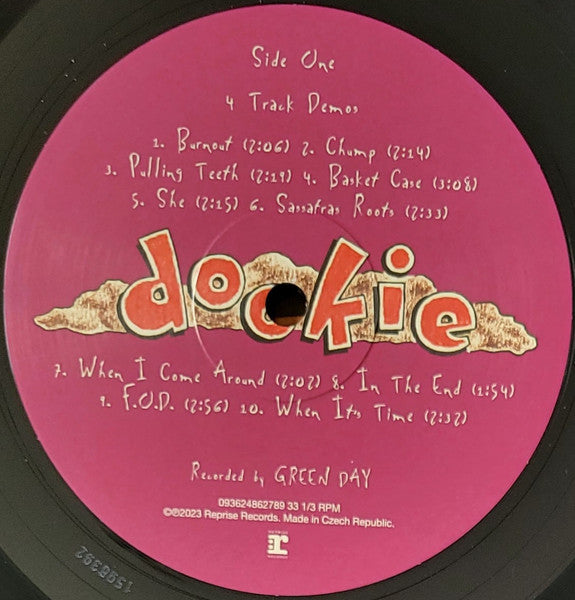 Side One
4 Track Demos
1. Burnout (2:06) 2. Chump (2:14)
3. Pulling Teeth (2:29) 4. Basket Case (3:08)
5. She (2:15) 6. Sassafras Roots (2:33)
dookie
7. When I Come Around (2:02) 8. In The End (1:54)
9. F.O.D. (2:56) 10. When It's Time (2:32)
Recorded by GREEN DAY
093624862789 33 1/3 RPM
©℗2023 Reprise Records. Made in Czech Republic.
r
1598392